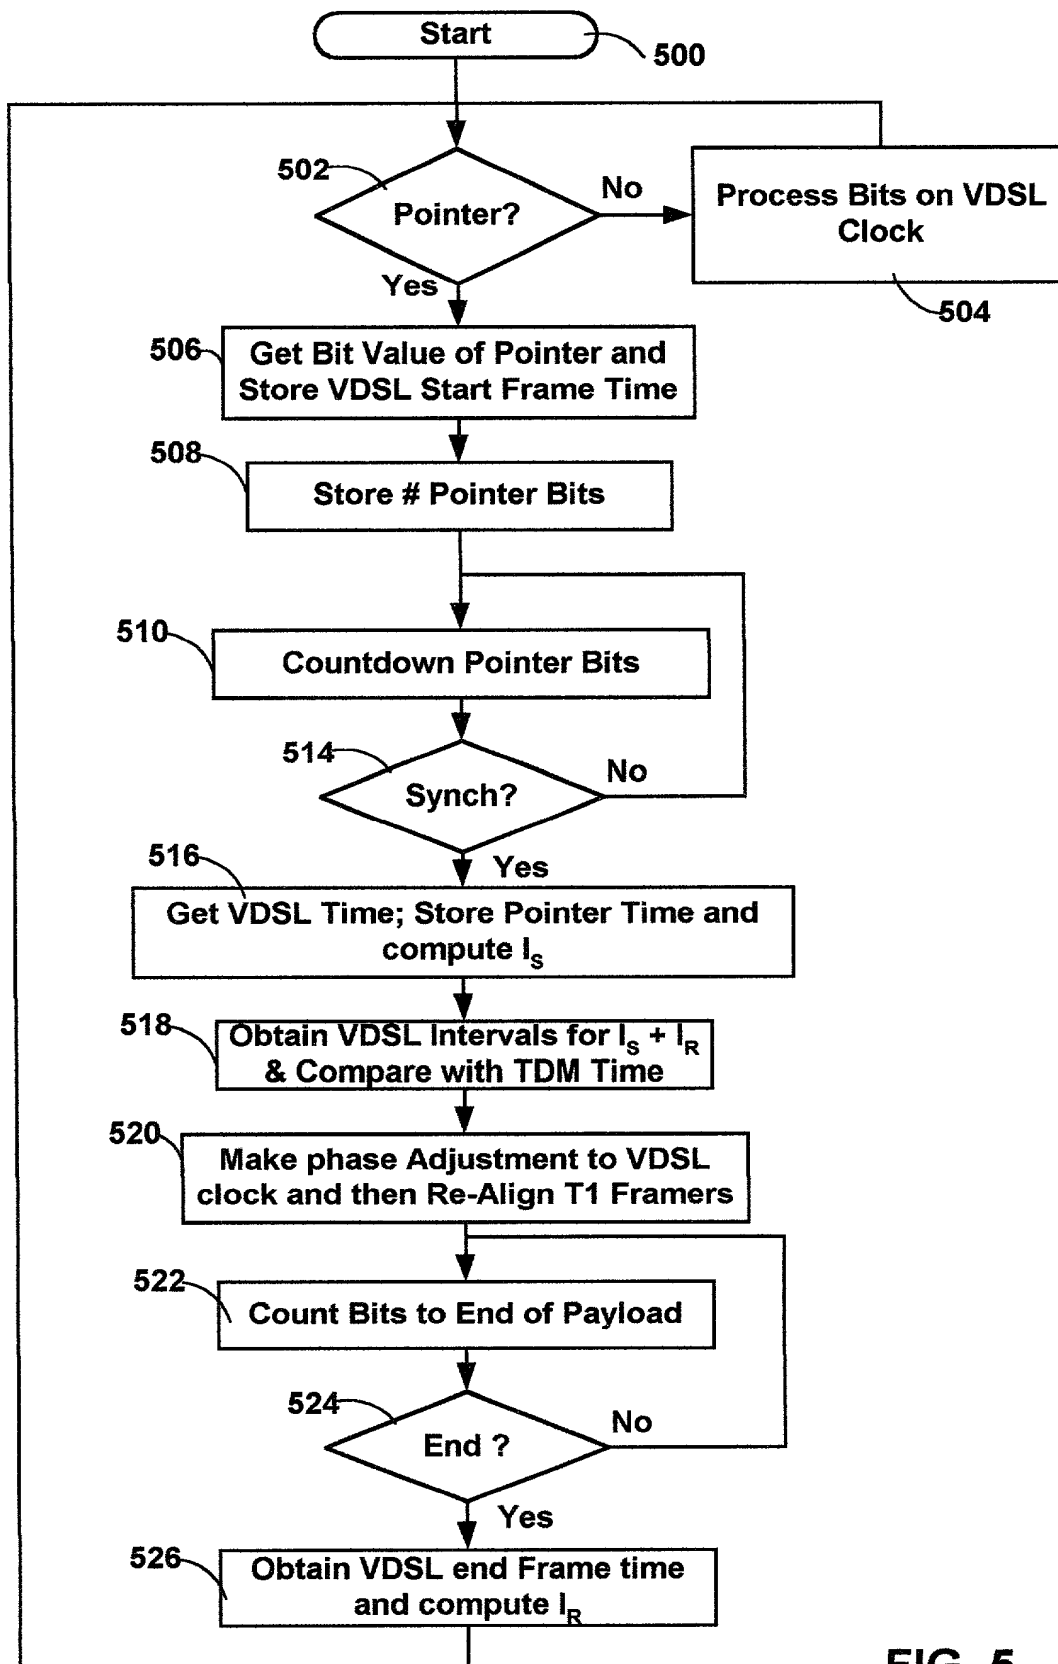 Start
500
502
Pointer?
No
Process Bits on VDSL
Clock
504
Yes
506
Get Bit Value of Pointer and
Store VDSL Start Frame Time
508
Store # Pointer Bits
510
Countdown Pointer Bits
514
Synch?
No
Yes
516
Get VDSL Time; Store Pointer Time and
compute I_S
518
Obtain VDSL Intervals for I_S + I_R
& Compare with TDM Time
520
Make phase Adjustment to VDSL
clock and then Re-Align T1 Framers
522
Count Bits to End of Payload
524
End ?
No
Yes
526
Obtain VDSL end Frame time
and compute I_R
FIG. 5